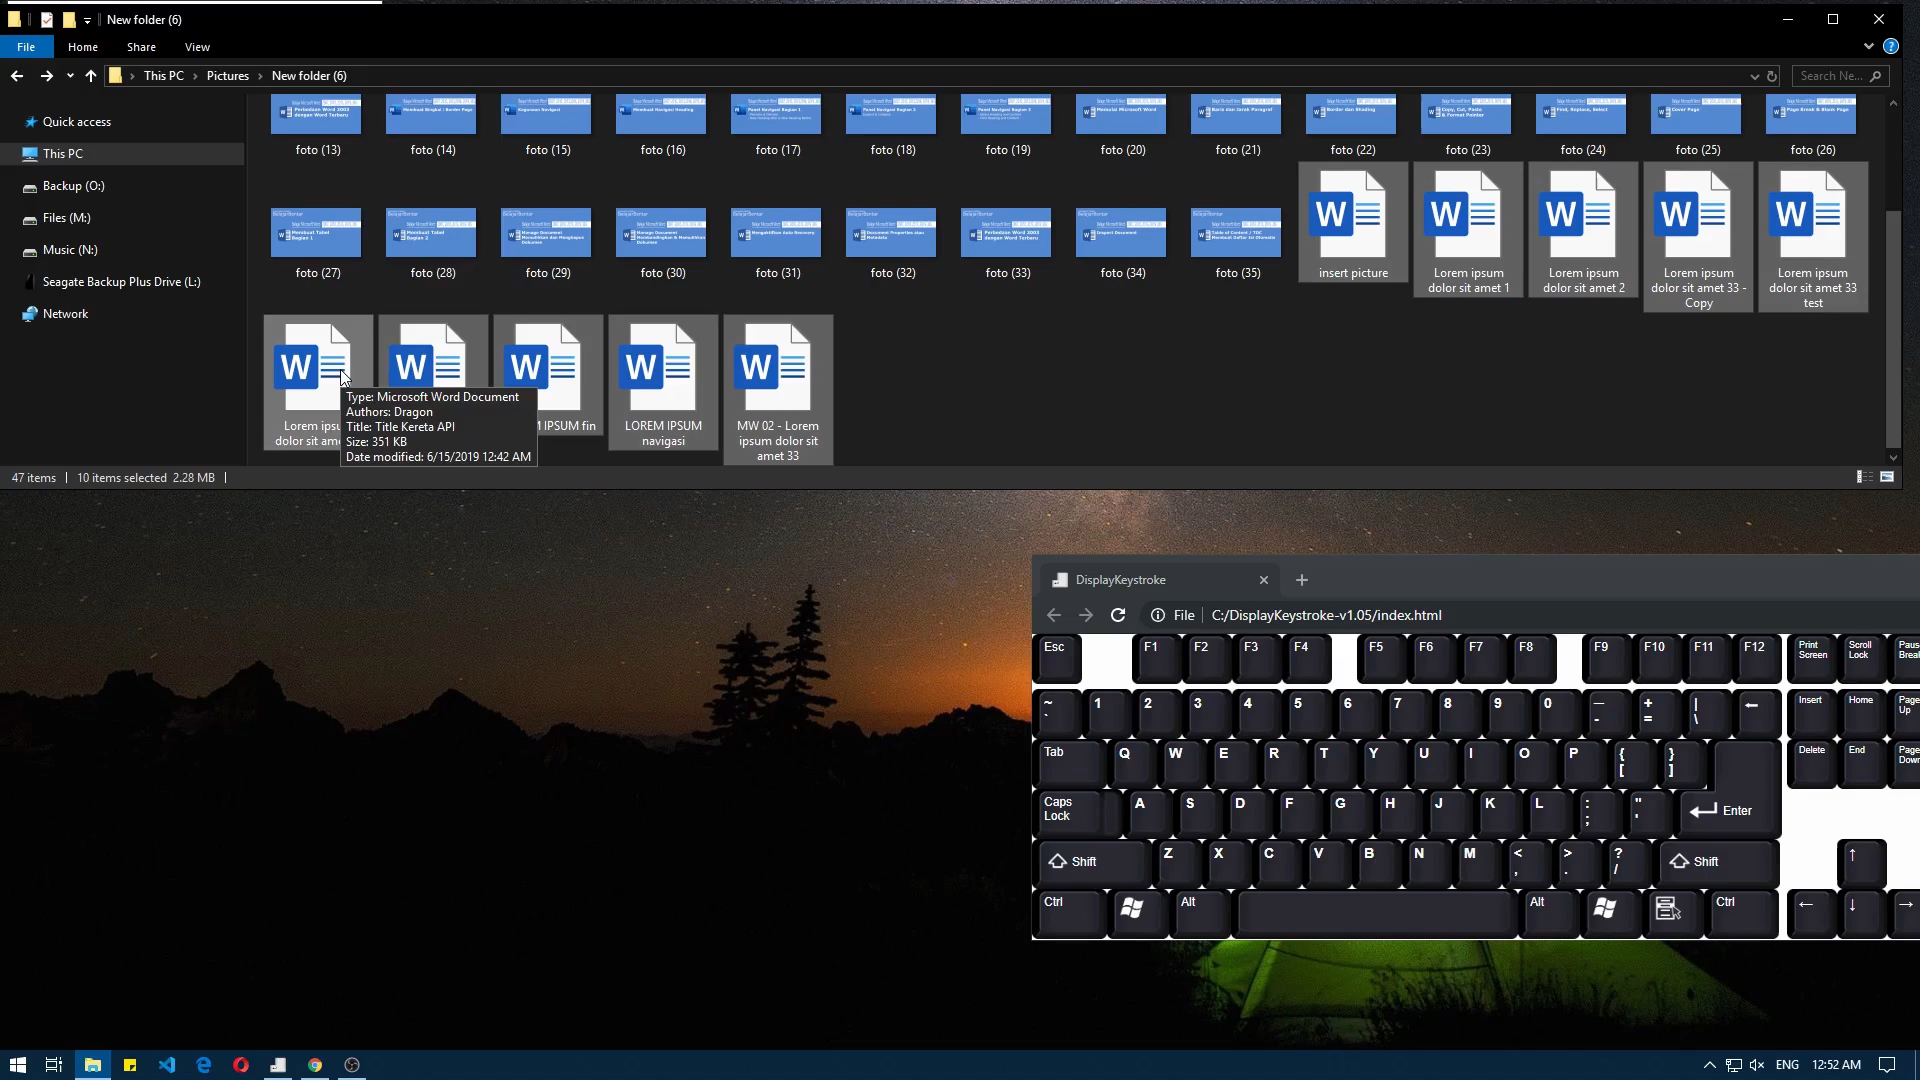 New folder (6)
File
Home
Share
View
This PC
Pictures
New folder (6)
Search Ne...
Quick access
This PC
Backup (O:)
Files (M:)
Music (N:)
Seagate Backup Plus Drive (L:)
Network
foto (13)
foto (14)
foto (15)
foto (16)
foto (17)
foto (18)
foto (19)
foto (20)
foto (21)
foto (22)
foto (23)
foto (24)
foto (25)
foto (26)
foto (27)
foto (28)
foto (29)
foto (30)
foto (31)
foto (32)
foto (33)
foto (34)
foto (35)
insert picture
Lorem ipsum
dolor sit amet 1
Lorem ipsum
dolor sit amet 2
Lorem ipsum
dolor sit amet 33 -
Copy
Lorem ipsum
dolor sit amet 33
test
Lorem ipsu
dolor sit ame
IPSUM fin
LOREM IPSUM
navigasi
MW 02 - Lorem
ipsum dolor sit
amet 33
Type: Microsoft Word Document
Authors: Dragon
Title: Title Kereta API
Size: 351 KB
Date modified: 6/15/2019 12:42 AM
47 items
10 items selected 2.28 MB
DisplayKeystroke
File
C:/DisplayKeystroke-v1.05/index.html
Esc F1 F2 F3 F4 F5 F6 F7 F8 F9 F10 F11 F12 Print Screen Scroll Lock Paus Brea
~ ` 1 2 3 4 5 6 7 8 9 0 — - + = | \ ← Insert Home Page Up
Tab Q W E R T Y U I O P { [ } ] Delete End Page Down
Caps Lock A S D F G H J K L : ; " ' Enter
Shift Z X C V B N M < , > . ? / Shift ↑
Ctrl Alt Alt Ctrl ← ↓ →
ENG
12:52 AM